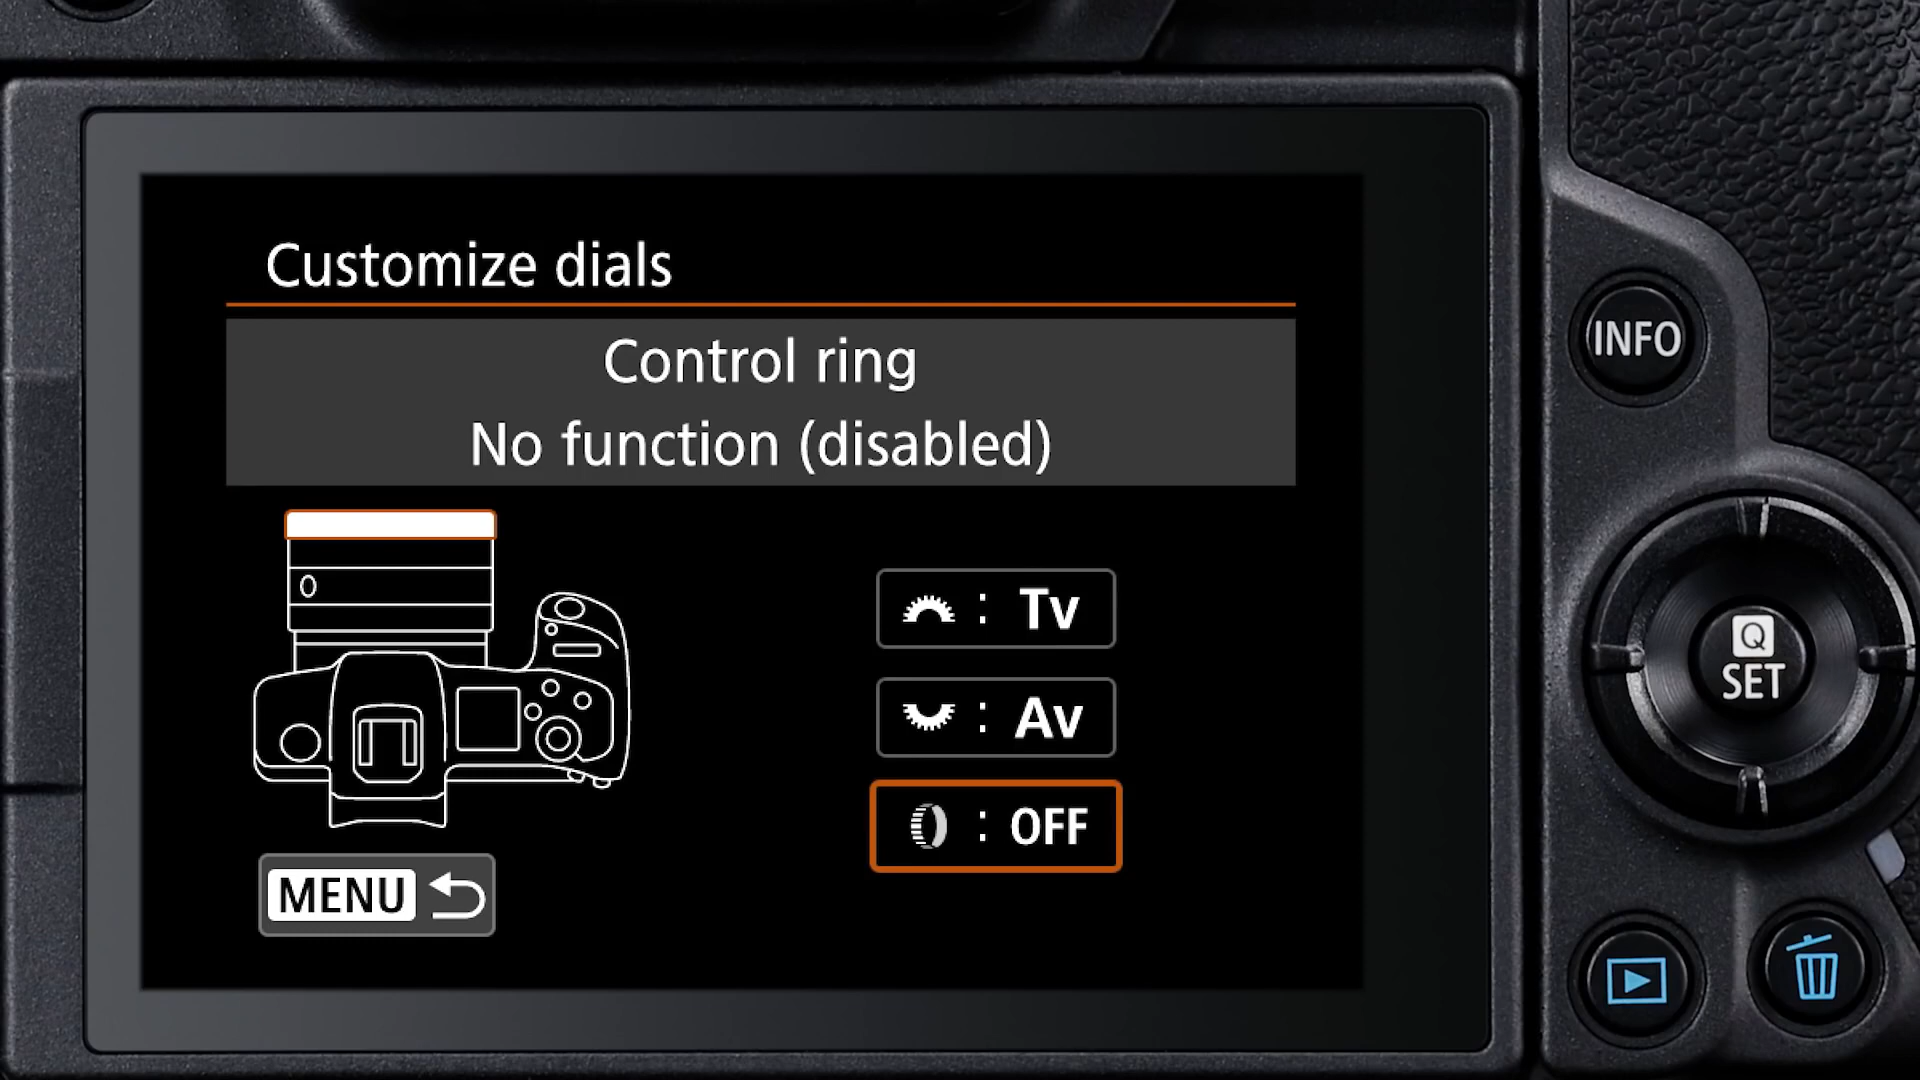 Customize dials
Control ring
No function (disabled)
: Tv
: Av
: OFF
MENU
INFO
Q
SET